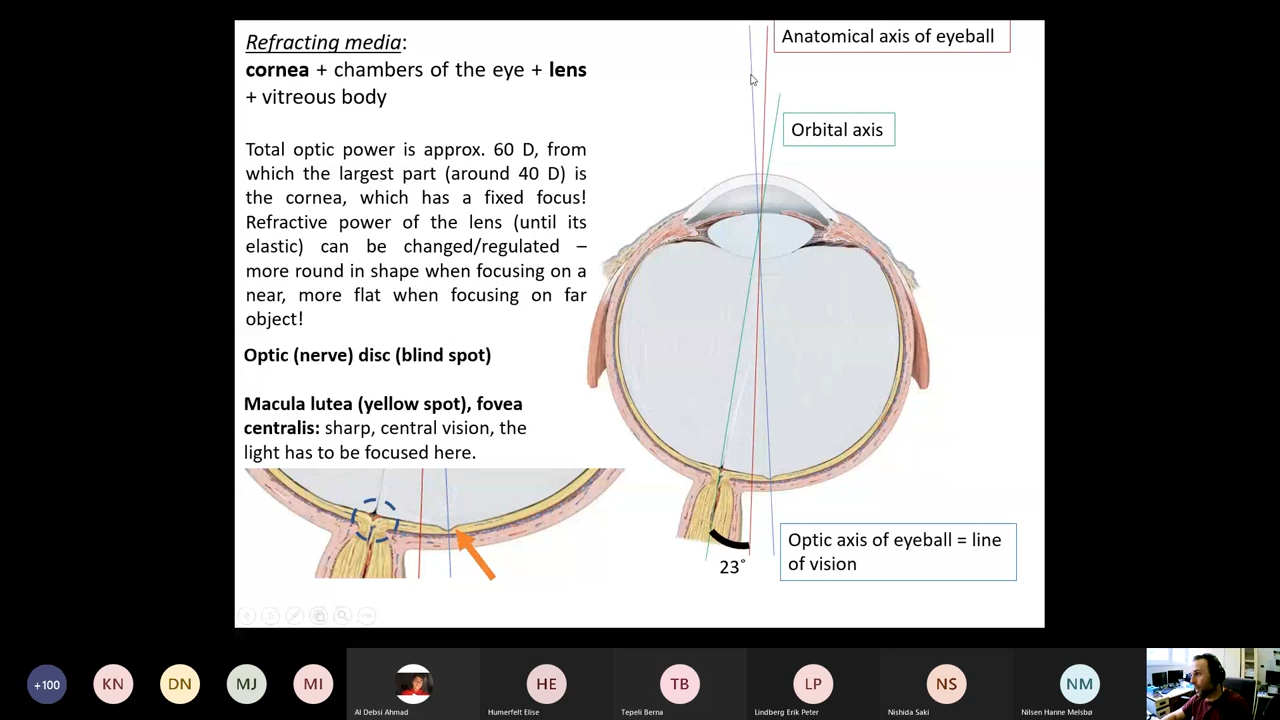 Refracting media:
cornea + chambers of the eye + lens
+ vitreous body
Total optic power is approx. 60 D, from
which the largest part (around 40 D) is
the cornea, which has a fixed focus!
Refractive power of the lens (until its
elastic) can be changed/regulated –
more round in shape when focusing on a
near, more flat when focusing on far
object!
Optic (nerve) disc (blind spot)
Macula lutea (yellow spot), fovea
centralis: sharp, central vision, the
light has to be focused here.
Anatomical axis of eyeball
Orbital axis
Optic axis of eyeball = line
of vision
23˚
+100
KN
DN
MJ
MI
Al Debsi Ahmad
HE
Humerfelt Elise
TB
Tepeli Berna
LP
Lindberg Erik Peter
NS
Nishida Saki
NM
Nilsen Hanne Melsbø